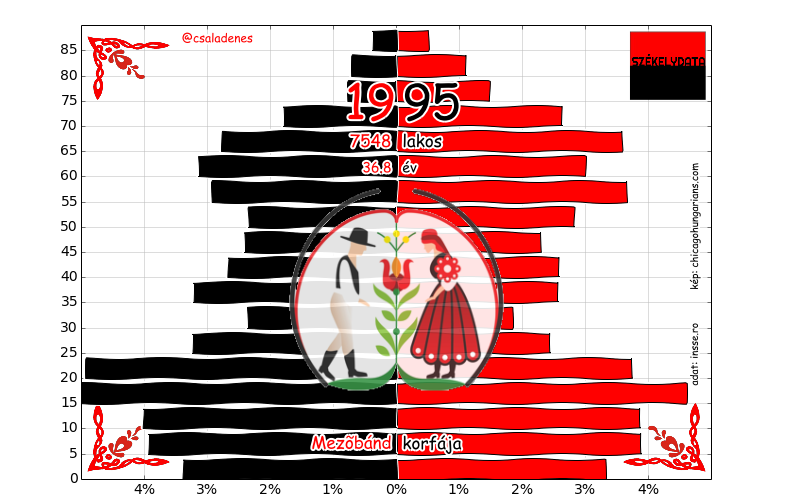 @csaladenes
SZÉKELYDATA
1995
7548 lakos
36.8 év
kép: chicagohungarians.com
adat: insse.ro
Mezõbánd korfája
85
80
75
70
65
60
55
50
45
40
35
30
25
20
15
10
5
0
4% 3% 2% 1% 0% 1% 2% 3% 4%